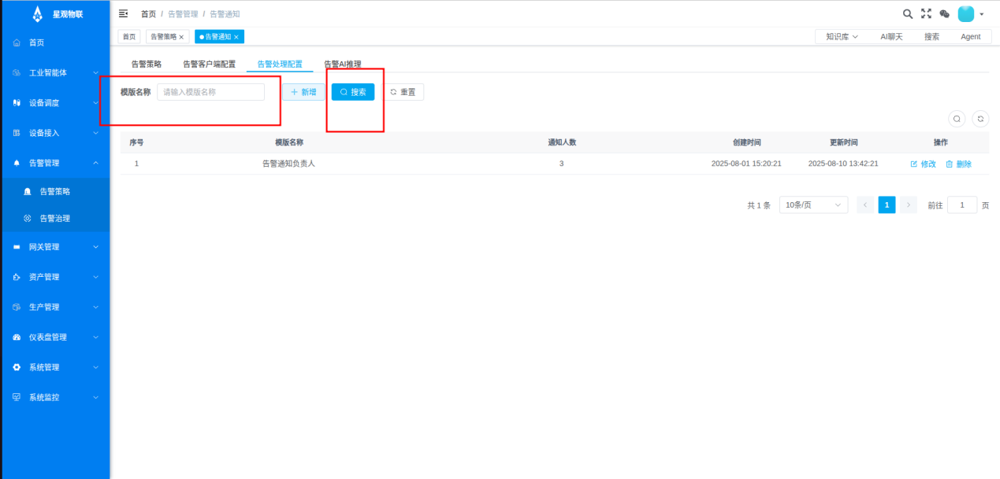 星观物联
首页 / 告警管理 / 告警通知
首页 告警策略 × 告警通知 ×
知识库 AI聊天 搜索 Agent
首页
工业智能体
设备调度
设备接入
告警管理
告警策略
告警治理
网关管理
资产管理
生产管理
仪表盘管理
系统管理
系统监控
告警策略 告警客户端配置 告警处理配置 告警AI推理
模版名称 请输入模版名称 + 新增 搜索 重置
序号 模版名称 通知人数 创建时间 更新时间 操作
1 告警通知负责人 3 2025-08-01 15:20:21 2025-08-10 13:42:21 修改 删除
共 1 条 10条/页 < 1 > 前往 1 页